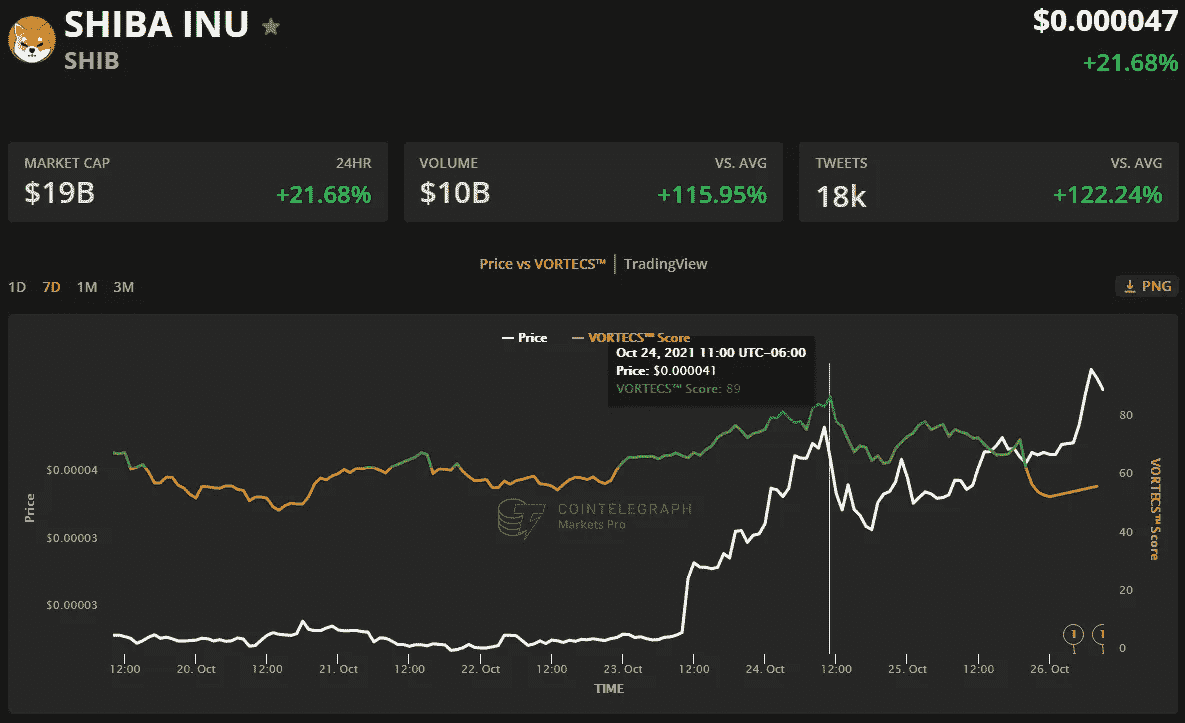 SHIBA INU
SHIB
$0.000047
+21.68%
MARKET CAP 24HR
$19B +21.68%
VOLUME VS. AVG
$10B +115.95%
TWEETS VS. AVG
18k +122.24%
Price vs VORTECS™ | TradingView
1D 7D 1M 3M
PNG
Price VORTECS™ Score
Oct 24, 2021 11:00 UTC-06:00
Price: $0.000041
VORTECS™ Score: 89
$0.00004
$0.00003
$0.00003
Price
80
60
40
20
0
VORTECS™ Score
COINTELEGRAPH
Markets Pro
1 1
12:00 20. Oct 12:00 21. Oct 12:00 22. Oct 12:00 23. Oct 12:00 24. Oct 12:00 25. Oct 12:00 26. Oct
TIME